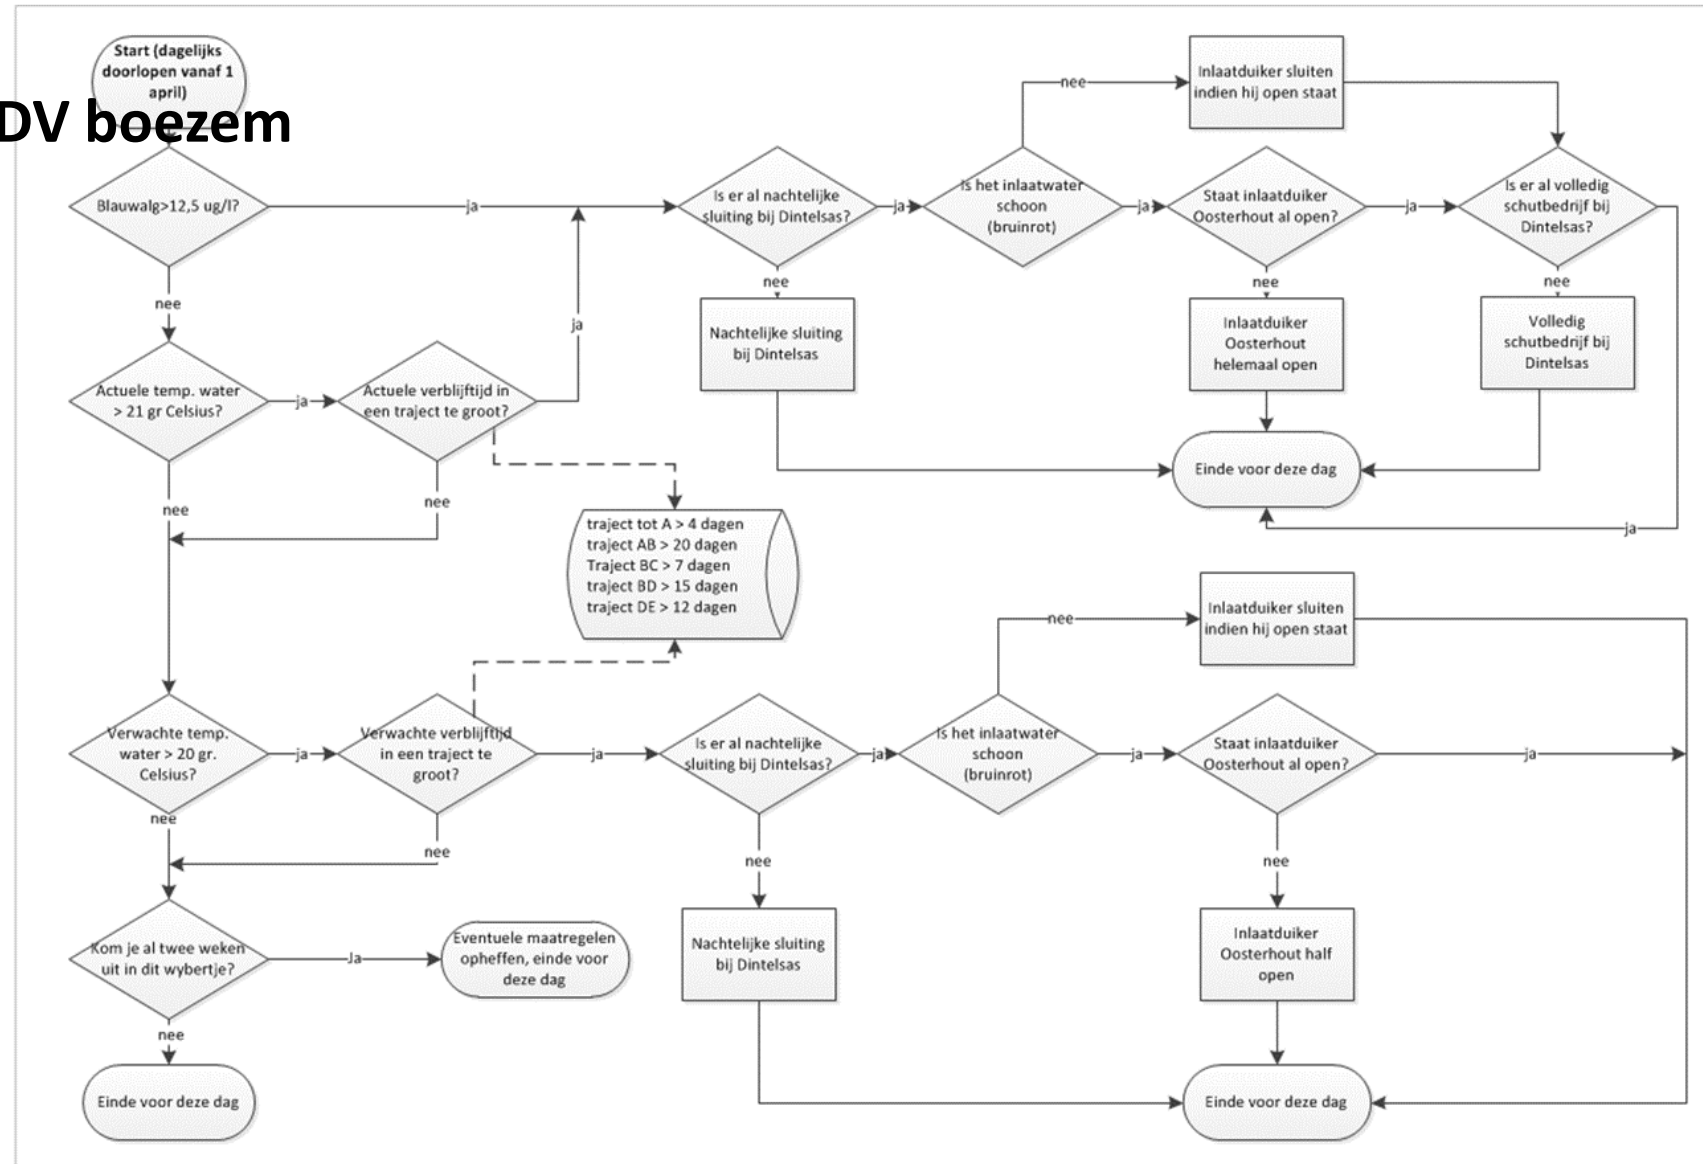 Start (dagelijks
doorlopen vanaf 1
april)
DV boezem
Blauwalg>12,5 ug/l?
ja
Is er al nachtelijke
sluiting bij Dintelsas?
ja
Is het inlaatwater
schoon
(bruinrot)
nee
Inlaatduiker sluiten
indien hij open staat
ja
Staat inlaatduiker
Oosterhout al open?
ja
Is er al volledig
schutbedrijf bij
Dintelsas?
nee
nee
nee
nee
Nachtelijke sluiting
bij Dintelsas
Inlaatduiker
Oosterhout
helemaal open
Volledig
schutbedrijf bij
Dintelsas
ja
Actuele temp. water
> 21 gr Celsius?
ja
Actuele verblijftijd in
een traject te groot?
Einde voor deze dag
nee
nee
ja
traject tot A > 4 dagen
traject AB > 20 dagen
Traject BC > 7 dagen
traject BD > 15 dagen
traject DE > 12 dagen
nee
Inlaatduiker sluiten
indien hij open staat
Verwachte temp.
water > 20 gr.
Celsius?
ja
Verwachte verblijftijd
in een traject te
groot?
ja
Is er al nachtelijke
sluiting bij Dintelsas?
ja
Is het inlaatwater
schoon
(bruinrot)
ja
Staat inlaatduiker
Oosterhout al open?
ja
nee
nee
nee
nee
Kom je al twee weken
uit in dit wybertje?
Ja
Eventuele maatregelen
opheffen, einde voor
deze dag
Nachtelijke sluiting
bij Dintelsas
Inlaatduiker
Oosterhout half
open
nee
Einde voor deze dag
Einde voor deze dag